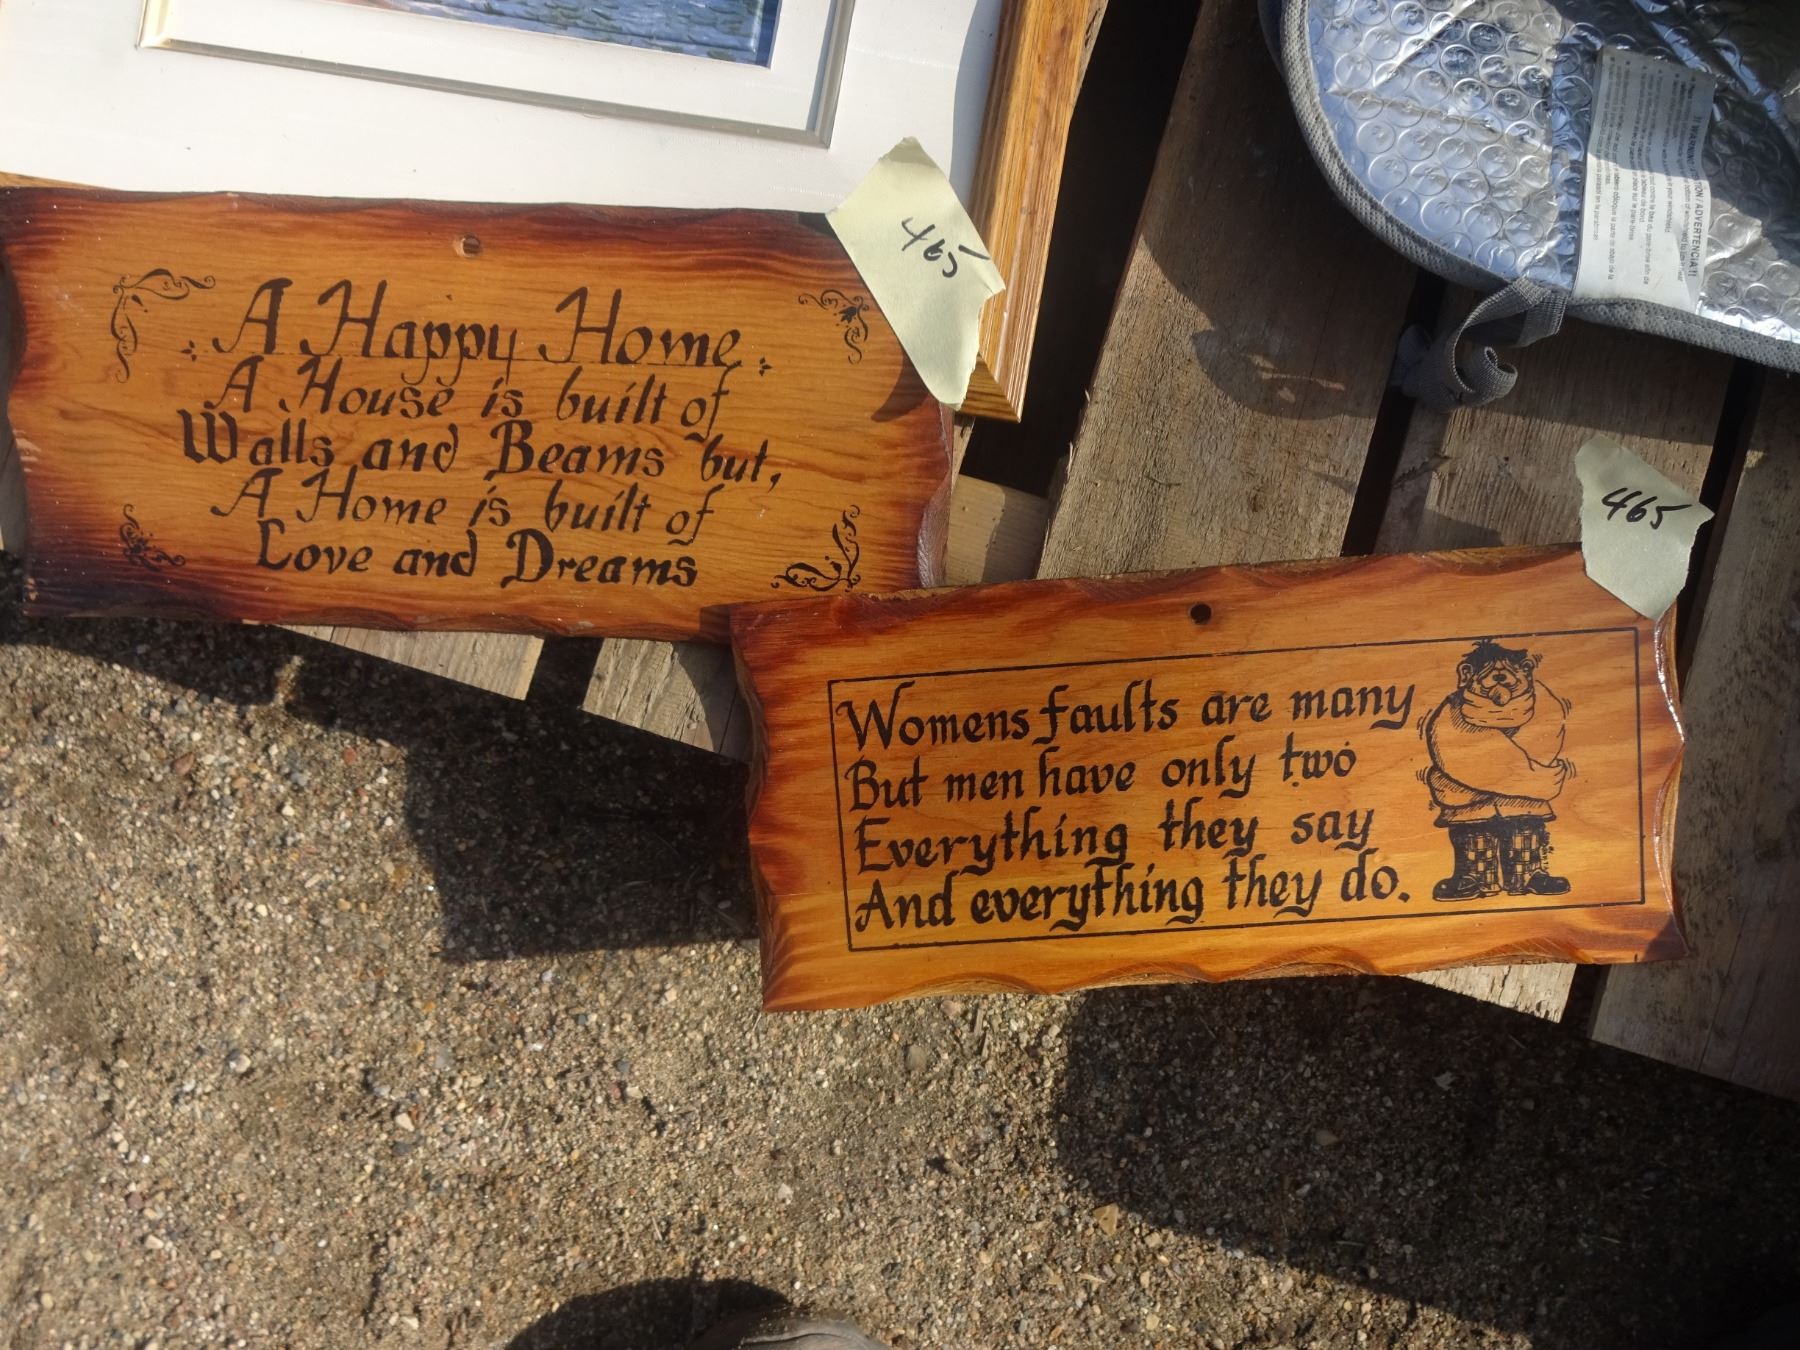 465
A Happy Home
A House is built of
Walls and Beams but,
A Home is built of
Love and Dreams
465
Womens faults are many
But men have only two
Everything they say
And everything they do.